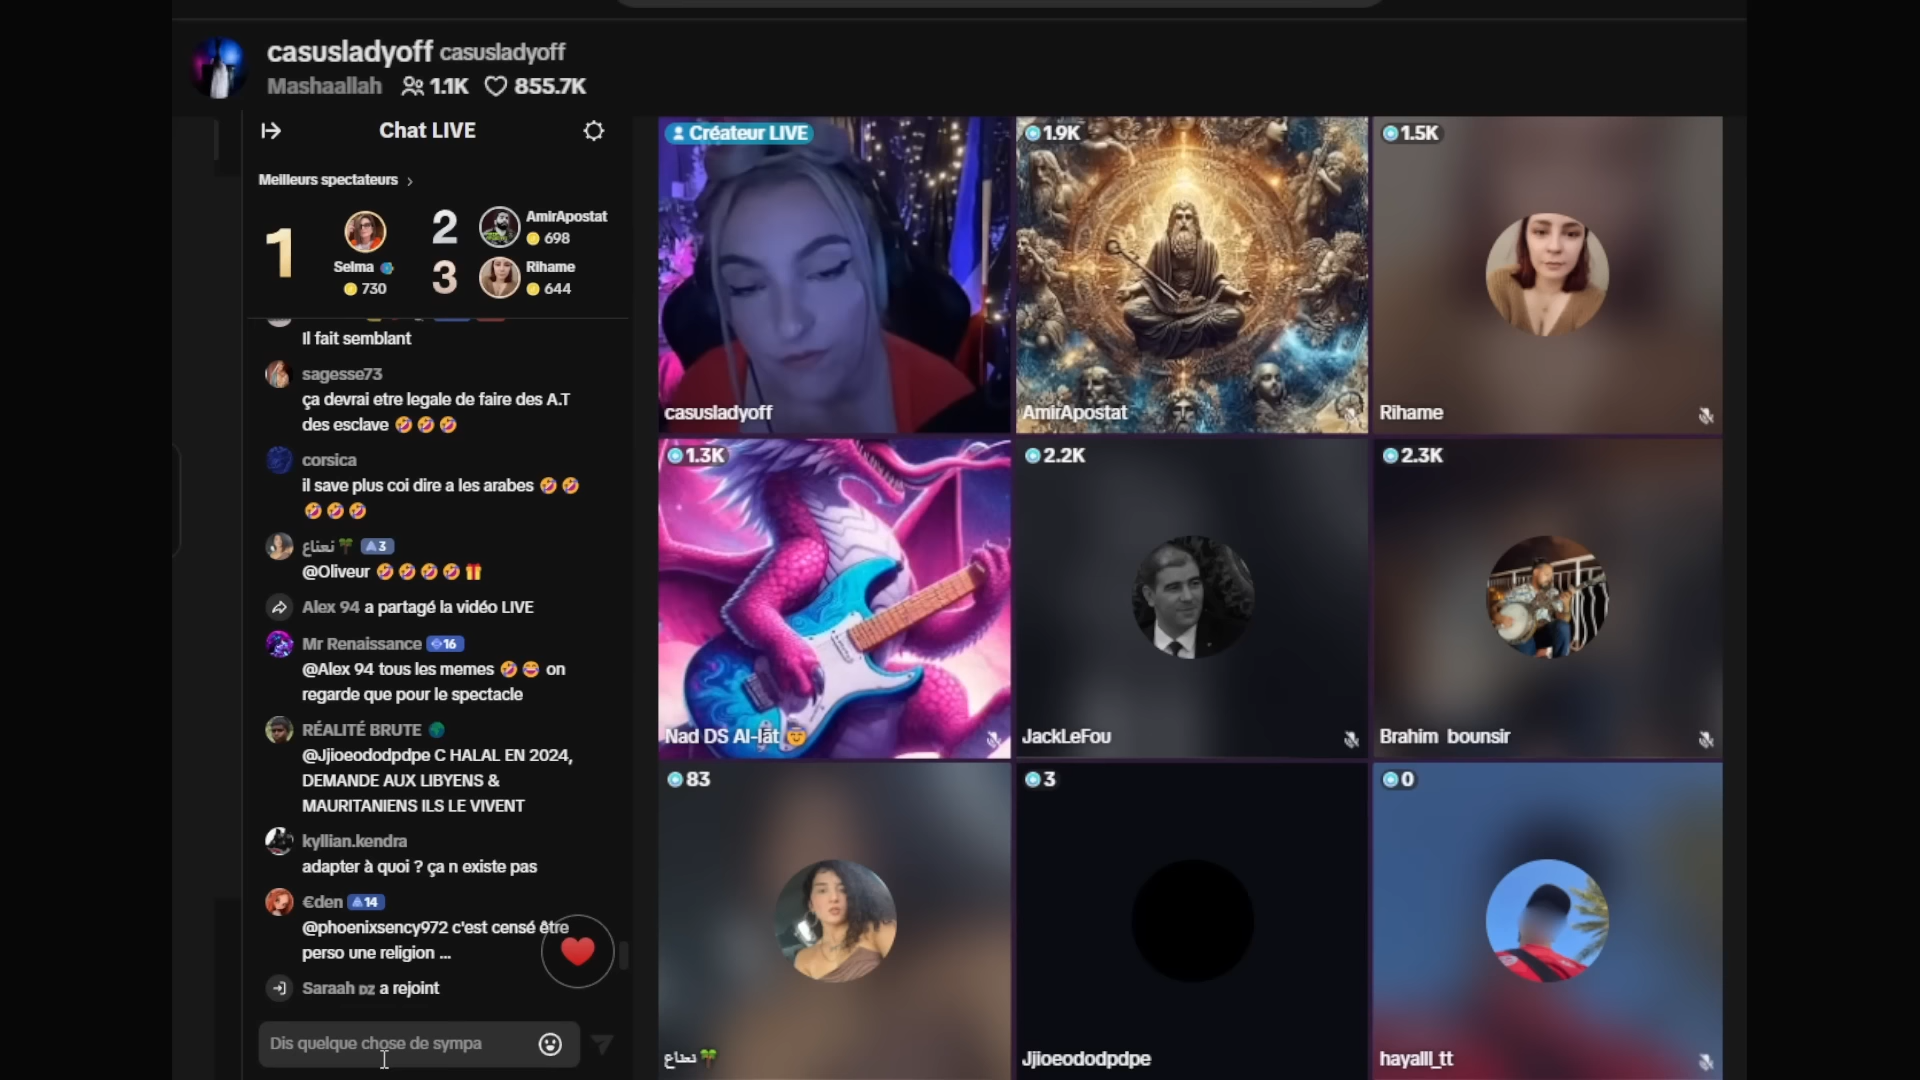 casusladyoff casusladyoff
Mashaallah 1.1K 855.7K
Chat LIVE
Meilleurs spectateurs >
1
Selma
730
2
AmirApostat
698
3
Rihame
644
Il fait semblant
sagesse73
ça devrai etre legale de faire des A.T
des esclave 🤣🤣🤣
corsica
il save plus coi dire a les arabes 🤣🤣
🤣🤣🤣
نعناع🌴 3
@Oliveur 🤣🤣🤣🤣🎁
Alex 94 a partagé la vidéo LIVE
Mr Renaissance 16
@Alex 94 tous les memes 🤣😂 on
regarde que pour le spectacle
RÉALITÉ BRUTE
@Jjioeododpdpe C HALAL EN 2024,
DEMANDE AUX LIBYENS &
MAURITANIENS ILS LE VIVENT
kyllian.kendra
adapter à quoi ? ça n existe pas
€den 14
@phoenixsency972 c'est censé être
perso une religion ...
Saraah DZ a rejoint
Dis quelque chose de sympa
Créateur LIVE
casusladyoff
1.9K
AmirApostat
1.5K
Rihame
1.3K
Nad DS Al-lāt
2.2K
JackLeFou
2.3K
Brahim bounsir
83
نعناع🌴
3
Jjioeododpdpe
0
hayalll_tt